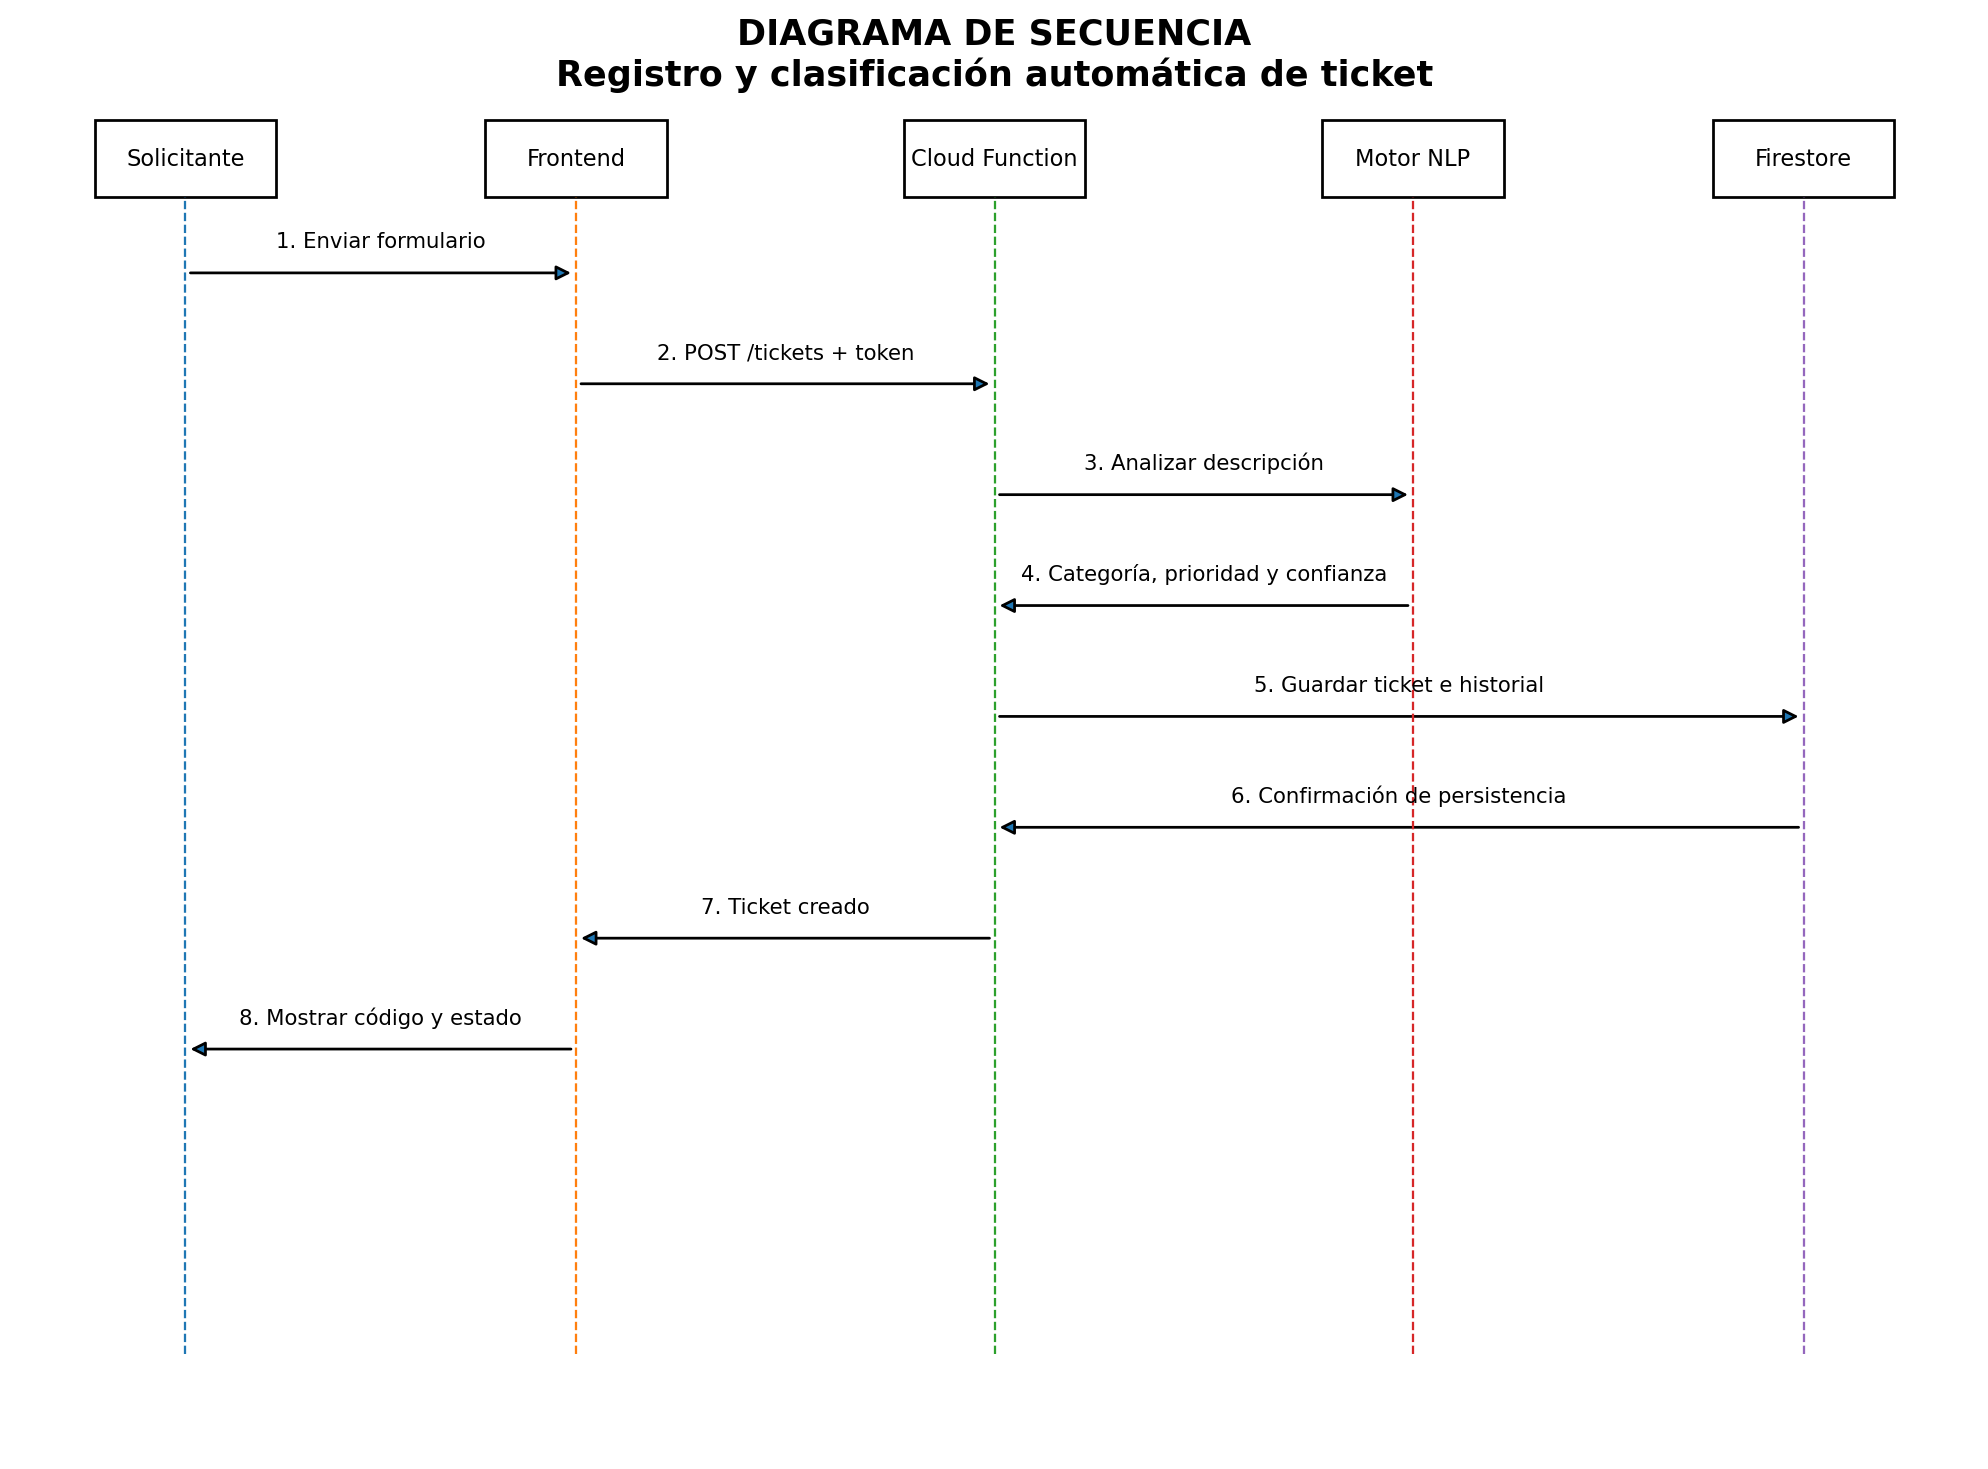 DIAGRAMA DE SECUENCIA
Registro y clasificación automática de ticket
Solicitante
Frontend
Cloud Function
Motor NLP
Firestore
1. Enviar formulario
2. POST /tickets + token
3. Analizar descripción
4. Categoría, prioridad y confianza
5. Guardar ticket e historial
6. Confirmación de persistencia
7. Ticket creado
8. Mostrar código y estado